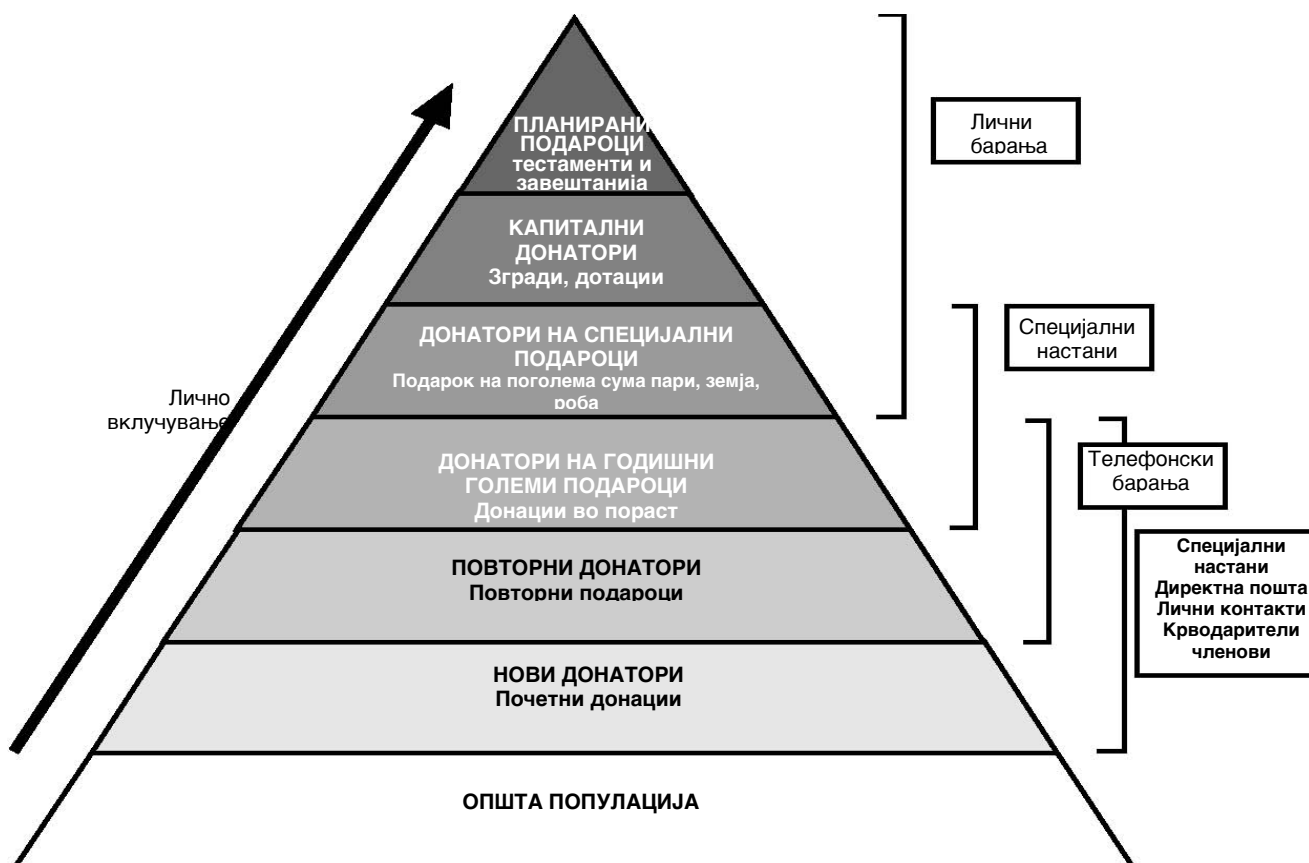 ПЛАНИРАНИ
ПОДАРОЦИ
тестаменти и
завештанија
КАПИТАЛНИ
ДОНАТОРИ
Згради, дотации
ДОНАТОРИ НА СПЕЦИЈАЛНИ
ПОДАРОЦИ
Подарок на поголема сума пари, земја,
роба
ДОНАТОРИ НА ГОДИШНИ
ГОЛЕМИ ПОДАРОЦИ
Донации во пораст
ПОВТОРНИ ДОНАТОРИ
Повторни подароци
НОВИ ДОНАТОРИ
Почетни донации
ОПШТА ПОПУЛАЦИЈА
Лично
вклучување
Лични
барања
Специјални
настани
Телефонски
барања
Специјални
настани
Директна пошта
Лични контакти
Крводарители
членови